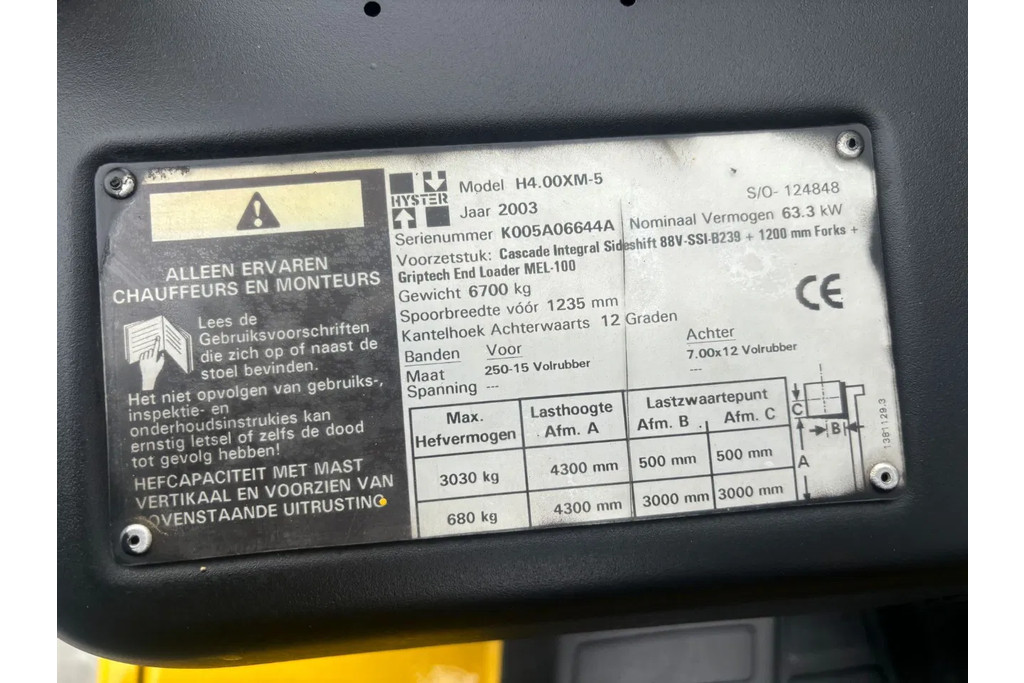 ALLEEN ERVAREN
CHAUFFEURS EN MONTEURS
Lees de
Gebruiksvoorschriften
die zich op of naast de
stoel bevinden.
Het niet opvolgen van gebruiks-,
inspektie- en
onderhoudsinstrukies kan
ernstig letsel of zelfs de dood
tot gevolg hebben!
HEFCAPACITEIT MET MAST
VERTIKAAL EN VOORZIEN VAN
BOVENSTAANDE UITRUSTING
HYSTER
Model H4.00XM-5
S/O- 124848
Jaar 2003
Serienummer K005A06644A
Nominaal Vermogen 63.3 kW
Voorzetstuk: Cascade Integral Sideshift 88V-SSI-B239 + 1200 mm Forks +
Griptech End Loader MEL-100
Gewicht 6700 kg
CE
Spoorbreedte vóór 1235 mm
Kantelhoek Achterwaarts 12 Graden
Banden Voor Achter
Maat 250-15 Volrubber 7.00x12 Volrubber
Spanning --- ---
Max. Hefvermogen
Lasthoogte Afm. A
Lastzwaartepunt
Afm. B Afm. C
3030 kg 4300 mm 500 mm 500 mm
680 kg 4300 mm 3000 mm 3000 mm
C
B
A
1381129.3